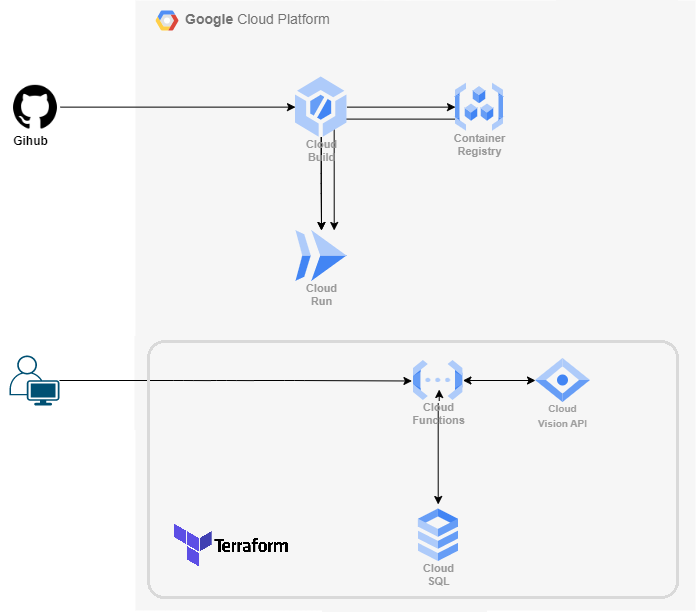 Google Cloud Platform
Gihub
Cloud
Build
Container
Registry
Cloud
Run
Cloud
Functions
Cloud
Vision API
Terraform
Cloud
SQL